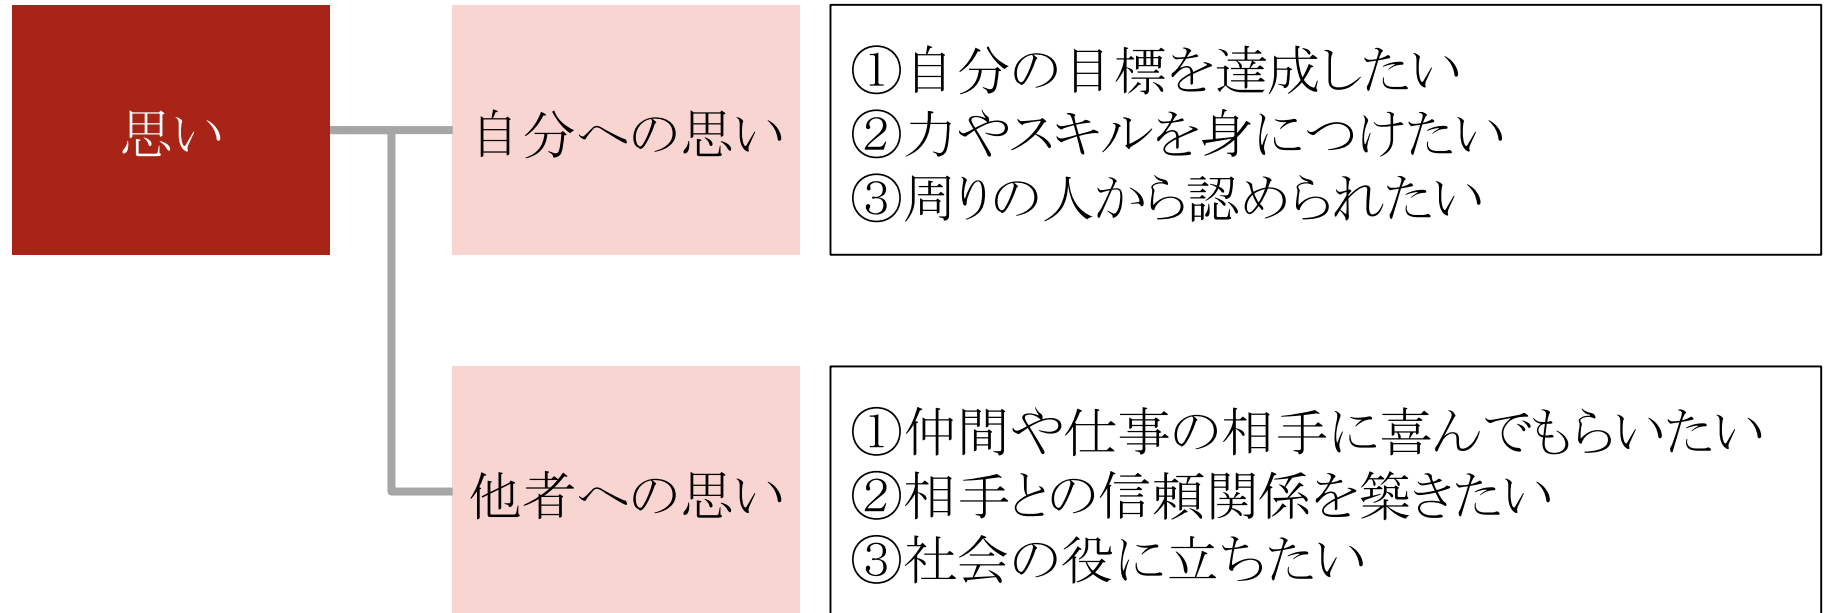 思い
自分への思い
①自分の目標を達成したい
②力やスキルを身につけたい
③周りの人から認められたい
他者への思い
①仲間や仕事の相手に喜んでもらいたい
②相手との信頼関係を築きたい
③社会の役に立ちたい